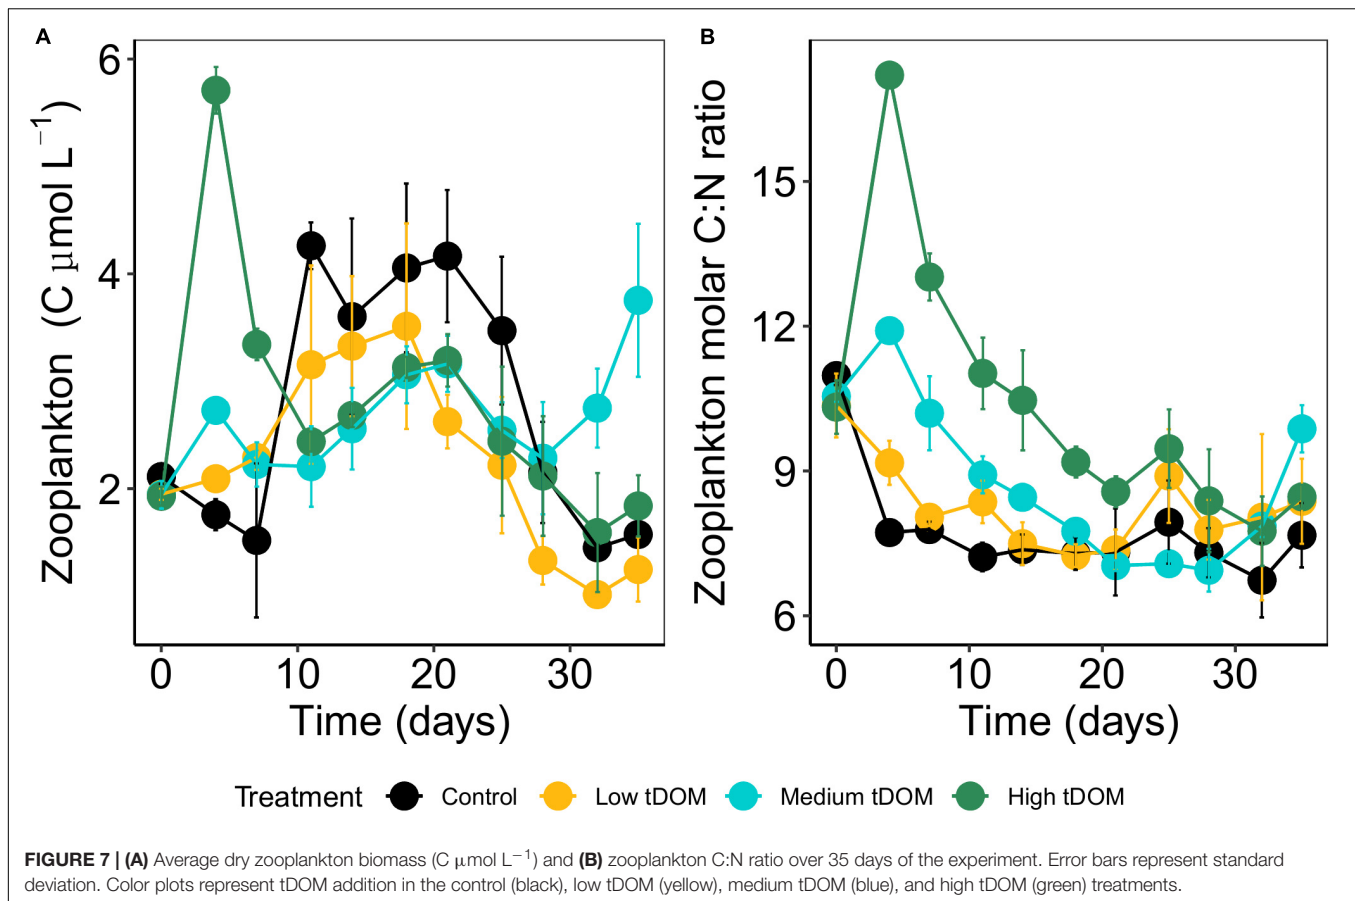 A
B
Zooplankton (C μmol L⁻¹)
6
4
2
0 10 20 30
Time (days)
Zooplankton molar C:N ratio
15
12
9
6
0 10 20 30
Time (days)
Treatment Control Low tDOM Medium tDOM High tDOM
FIGURE 7 | (A) Average dry zooplankton biomass (C μmol L⁻¹) and (B) zooplankton C:N ratio over 35 days of the experiment. Error bars represent standard
deviation. Color plots represent tDOM addition in the control (black), low tDOM (yellow), medium tDOM (blue), and high tDOM (green) treatments.